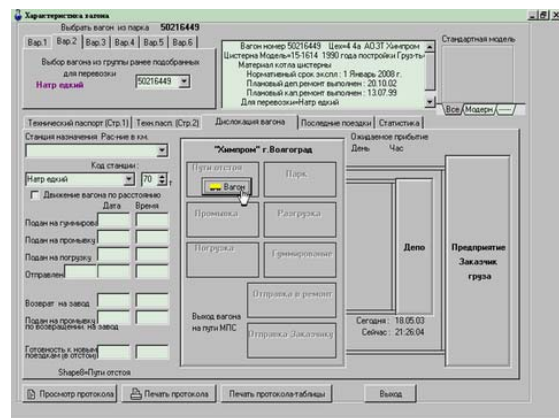 Характеристика вагона
Выбрать вагон из парка 50216449
Вар.1 Вар.2 Вар.3 Вар.4 Вар.5 Вар.6
Выбор вагона из группы ранее подобранных
для перевозки
Натр едкий
50216449
Вагон номер 50216449 Цех=4 4а АО.ЗТ Химпром
Цистерна Модель=15-1614 1990 года постройки Груз-ть=
Материал котла цистерны
Нормативный срок экспл : 1 Январь 2008 г.
Плановый деп.ремонт выполнен : 20.10.02
Плановый кап.ремонт выполнен : 13.07.99
Для перевозки=Натр едкий
Стандартная модель
Все Модерн
Технический паспорт (Стр.1) Тех.пасп. (Стр.2) Дислокация вагона Последние поездки Статистика
Станция назначения Рас-ние в км.
Код станции :
Натр едкий 70 т
Движение вагона по расстоянию
Дата Время
Подан на гуммирова
Подан на промывку
Подан на погрузку
Отправлен
Возврат на завод
Подан на промывку
по возвращении. на завод
Готовность к новым
поездкам (в отстой)
Shape8=Пути отстоя
"Химпром" г.Волгоград
Пути отстоя
Вагон
Парк
Промывка
Разгрузка
Погрузка
Гуммирование
Отправка в ремонт
Выход вагона
на пути МПС
Отправка Заказчику
Ожидаемое прибытие
День Час
Депо
Предприятие
Заказчик
груза
Сегодня : 18.05.03
Сейчас : 21:26:04
Просмотр протокола Печать протокола Печать протокола-таблицы Выход